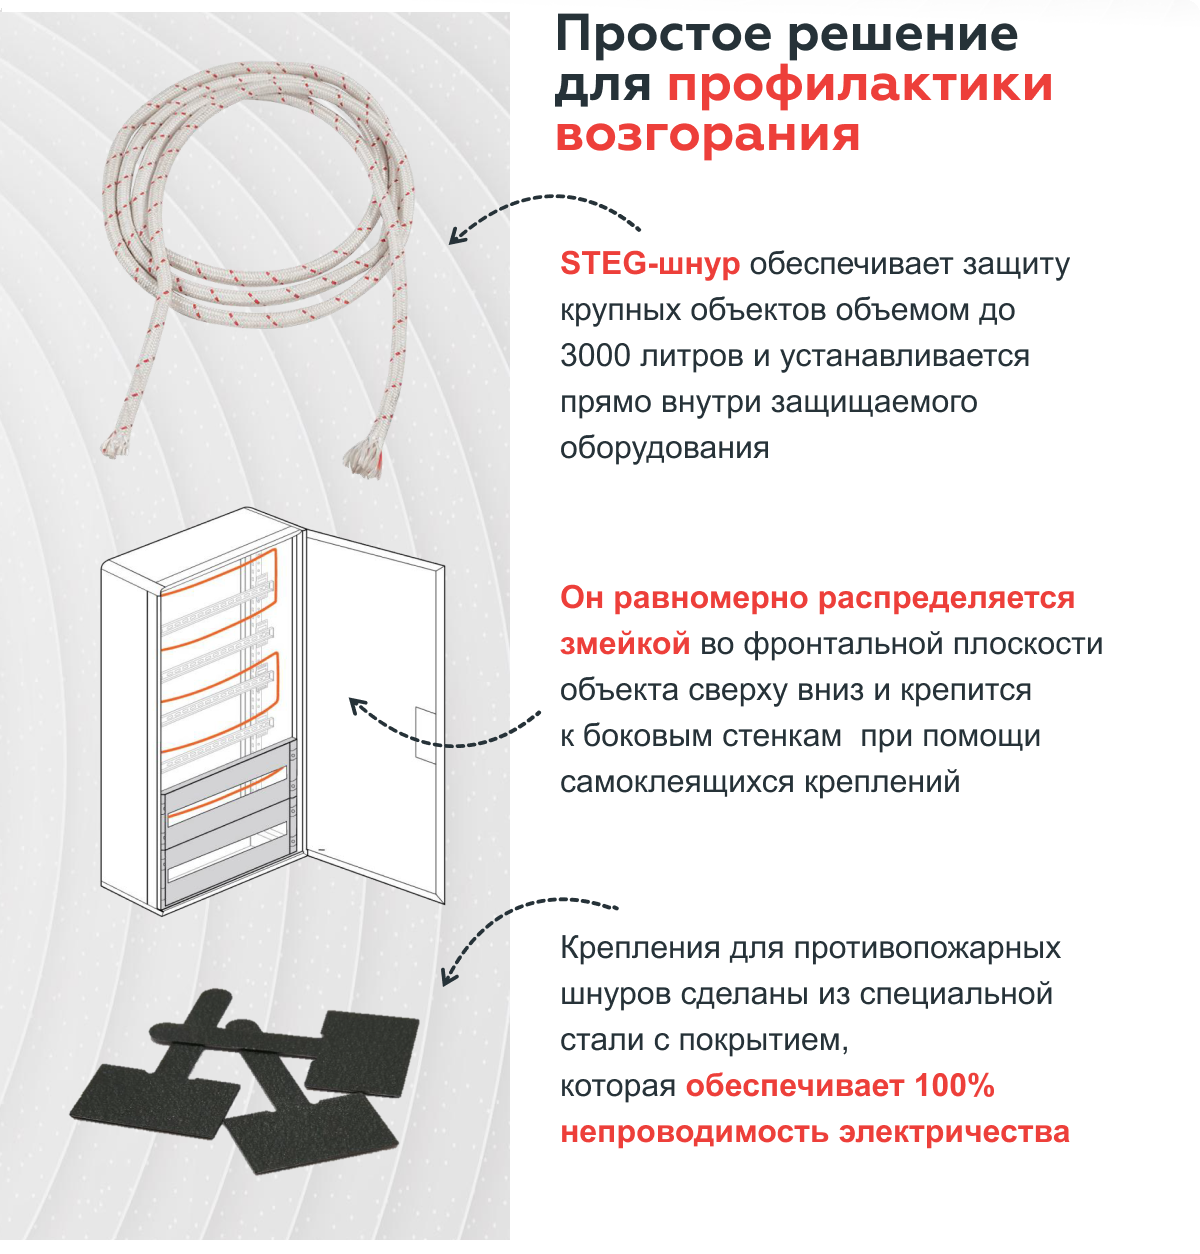 Простое решение
для профилактики
возгорания
STEG-шнур обеспечивает защиту
крупных объектов объемом до
3000 литров и устанавливается
прямо внутри защищаемого
оборудования
Он равномерно распределяется
змейкой во фронтальной плоскости
объекта сверху вниз и крепится
к боковым стенкам  при помощи
самоклеящихся креплений
Крепления для противопожарных
шнуров сделаны из специальной
стали с покрытием,
которая обеспечивает 100%
непроводимость электричества